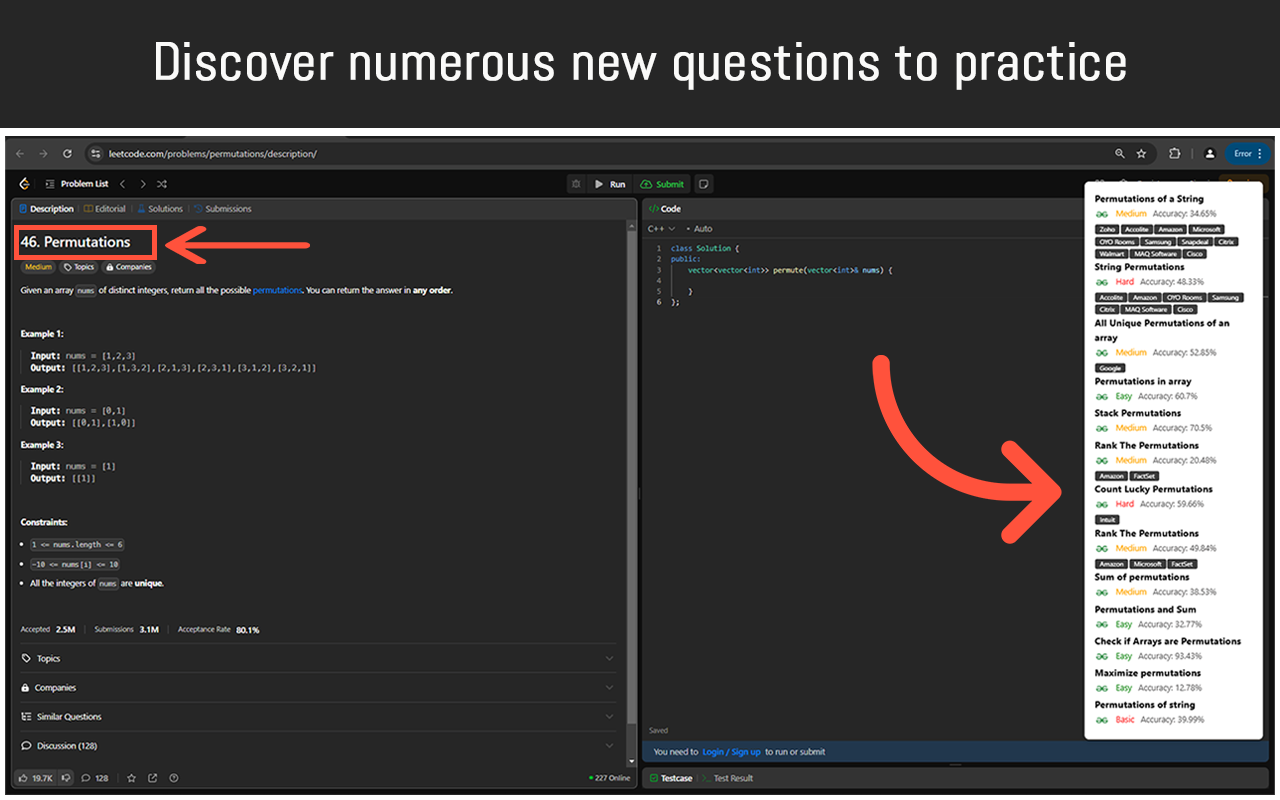 Discover numerous new questions to practice
leetcode.com/problems/permutations/description/
Error
Problem List
Run
Submit
Description
Editorial
Solutions
Submissions
46. Permutations
Medium
Topics
Companies
Given an array nums of distinct integers, return all the possible permutations. You can return the answer in any order.
Example 1:
Input: nums = [1,2,3]
Output: [[1,2,3],[1,3,2],[2,1,3],[2,3,1],[3,1,2],[3,2,1]]
Example 2:
Input: nums = [0,1]
Output: [[0,1],[1,0]]
Example 3:
Input: nums = [1]
Output: [[1]]
Constraints:
1 <= nums.length <= 6
-10 <= nums[i] <= 10
All the integers of nums are unique.
Accepted 2.5M
Submissions 3.1M
Acceptance Rate 80.1%
Topics
Companies
Similar Questions
Discussion (128)
19.7K
128
227 Online
</> Code
C++
Auto
1 class Solution {
2 public:
3 vector<vector<int>> permute(vector<int>& nums) {
4
5 }
6 };
Saved
You need to Login / Sign up to run or submit
Testcase
Test Result
Permutations of a String
Medium Accuracy: 34.65%
Zoho Accolite Amazon Microsoft
OYO Rooms Samsung Snapdeal Citrix
Walmart MAQ Software Cisco
String Permutations
Hard Accuracy: 48.33%
Accolite Amazon OYO Rooms Samsung
Citrix MAQ Software Cisco
All Unique Permutations of an
array
Medium Accuracy: 52.85%
Google
Permutations in array
Easy Accuracy: 60.7%
Stack Permutations
Medium Accuracy: 70.5%
Rank The Permutations
Medium Accuracy: 20.48%
Amazon FactSet
Count Lucky Permutations
Hard Accuracy: 59.66%
Intuit
Rank The Permutations
Medium Accuracy: 49.84%
Amazon Microsoft FactSet
Sum of permutations
Medium Accuracy: 38.53%
Permutations and Sum
Easy Accuracy: 32.77%
Check if Arrays are Permutations
Easy Accuracy: 93.43%
Maximize permutations
Easy Accuracy: 12.78%
Permutations of string
Basic Accuracy: 39.99%